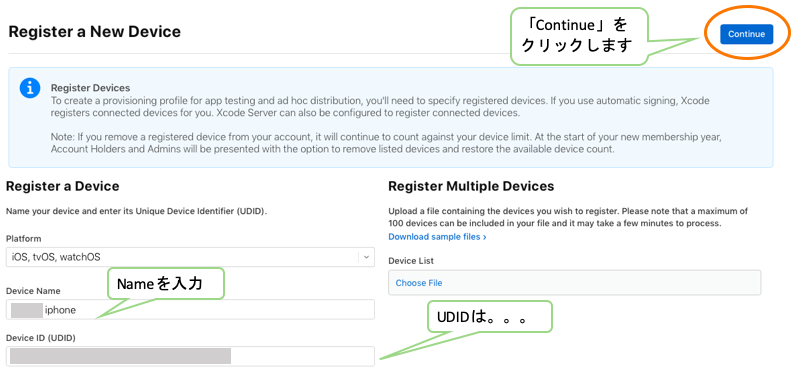 Register a New Device
「Continue」を
クリックします
Continue
Register Devices
To create a provisioning profile for app testing and ad hoc distribution, you'll need to specify registered devices. If you use automatic signing, Xcode
registers connected devices for you. Xcode Server can also be configured to register connected devices.
Note: If you remove a registered device from your account, it will continue to count against your device limit. At the start of your new membership year,
Account Holders and Admins will be presented with the option to remove listed devices and restore the available device count.
Register a Device
Name your device and enter its Unique Device Identifier (UDID).
Platform
iOS, tvOS, watchOS
Nameを入力
Device Name
iphone
UDIDは。。。
Device ID (UDID)
Register Multiple Devices
Upload a file containing the devices you wish to register. Please note that a maximum of
100 devices can be included in your file and it may take a few minutes to process.
Download sample files >
Device List
Choose File